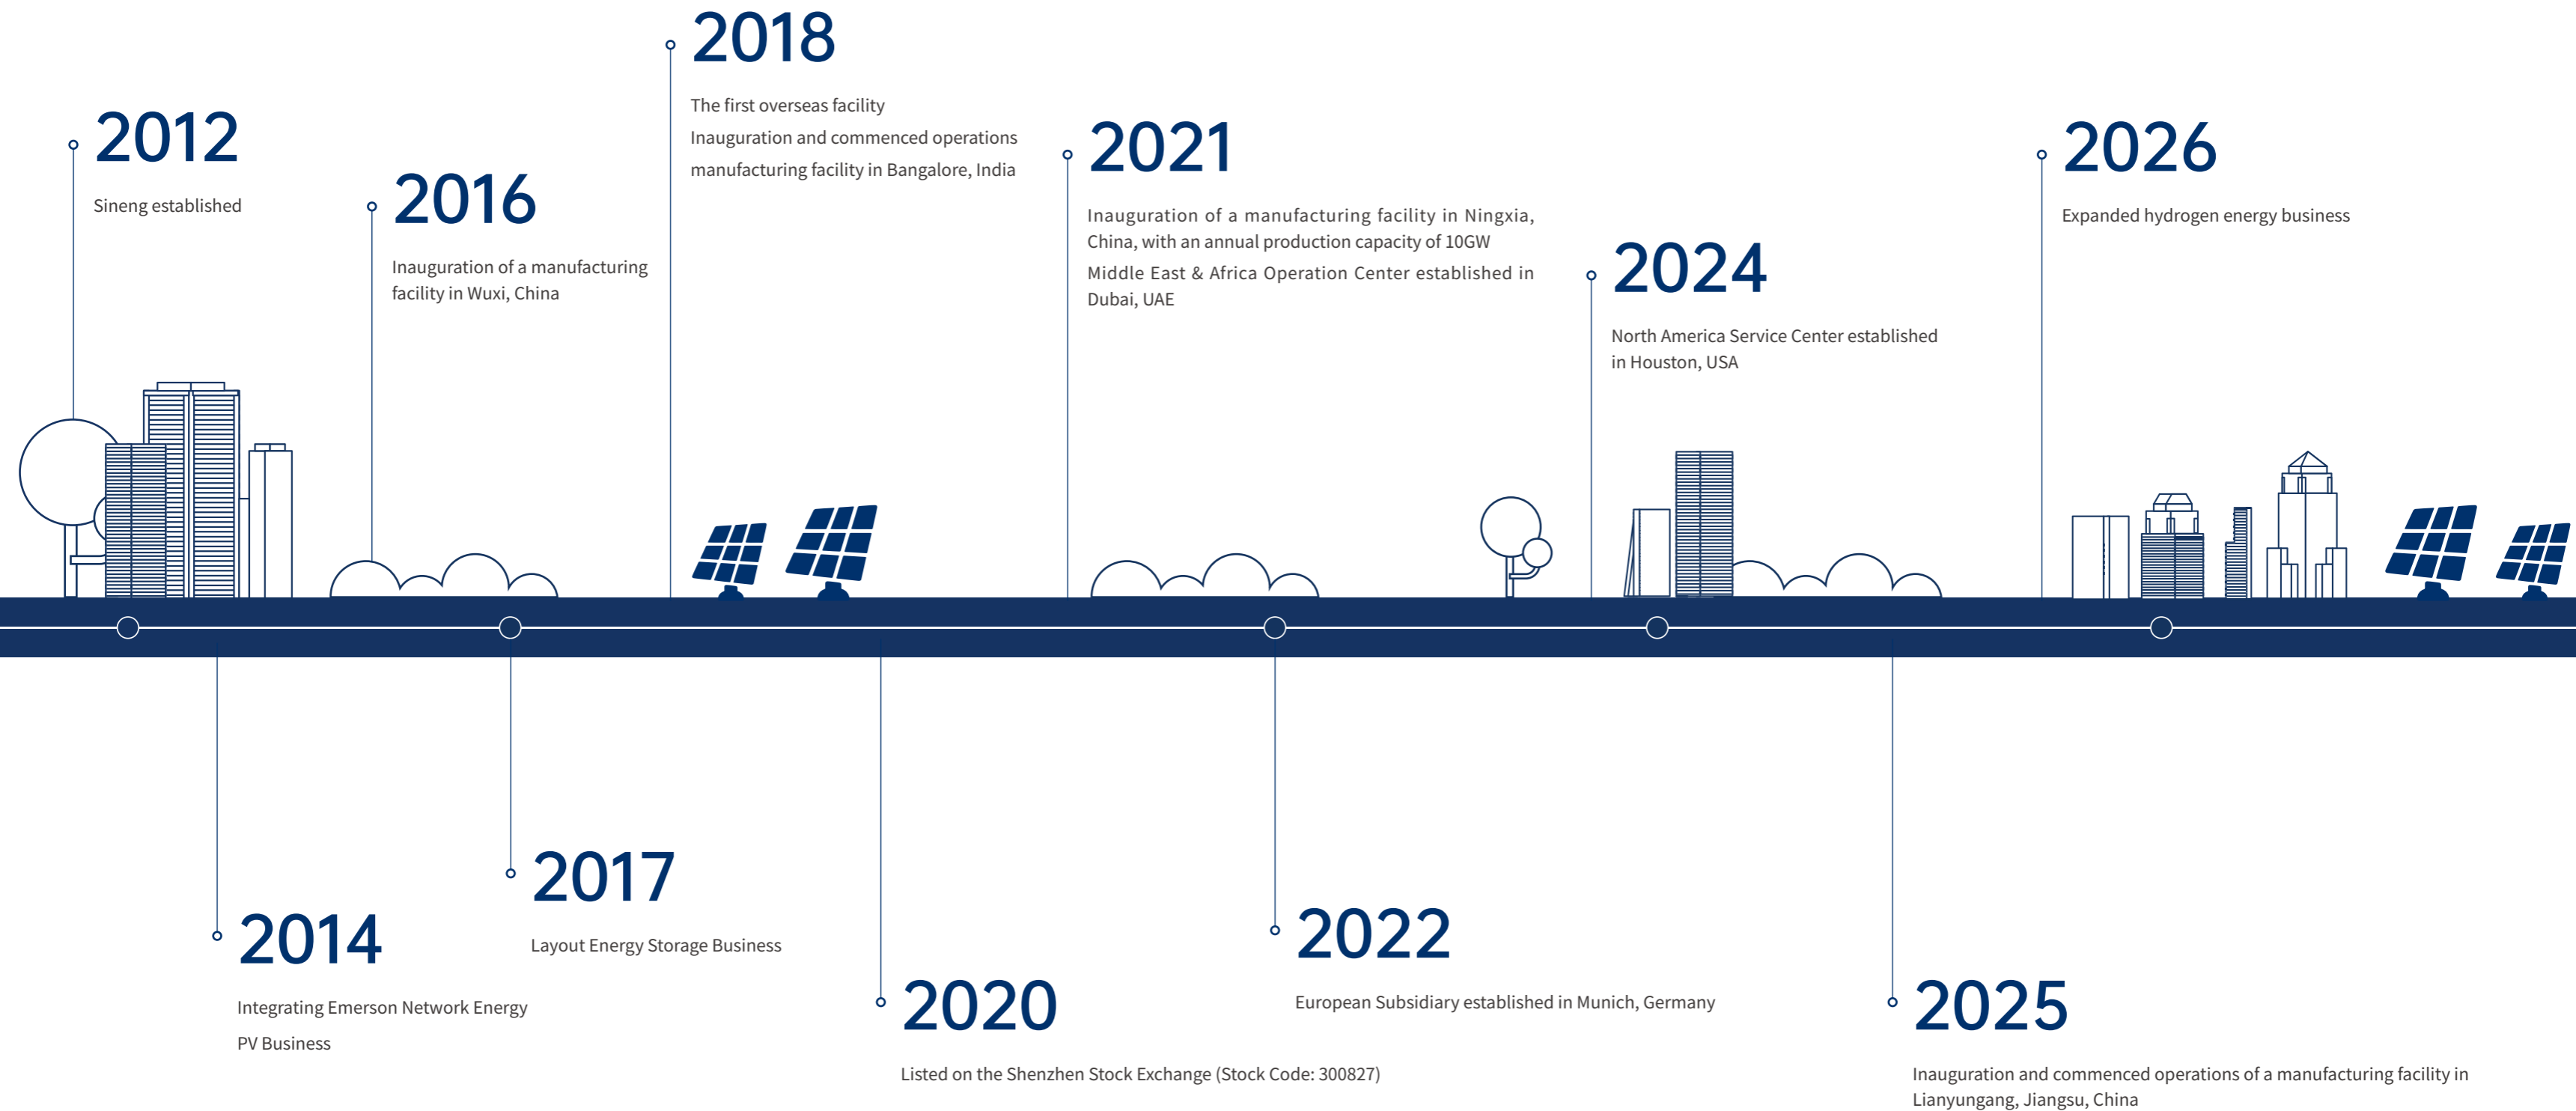 2012
Sineng established
2016
Inauguration of a manufacturing
facility in Wuxi, China
2018
The first overseas facility
Inauguration and commenced operations
manufacturing facility in Bangalore, India
2021
Inauguration of a manufacturing facility in Ningxia,
China, with an annual production capacity of 10GW
Middle East & Africa Operation Center established in
Dubai, UAE
2024
North America Service Center established
in Houston, USA
2026
Expanded hydrogen energy business
2014
Integrating Emerson Network Energy
PV Business
2017
Layout Energy Storage Business
2020
Listed on the Shenzhen Stock Exchange (Stock Code: 300827)
2022
European Subsidiary established in Munich, Germany
2025
Inauguration and commenced operations of a manufacturing facility in
Lianyungang, Jiangsu, China